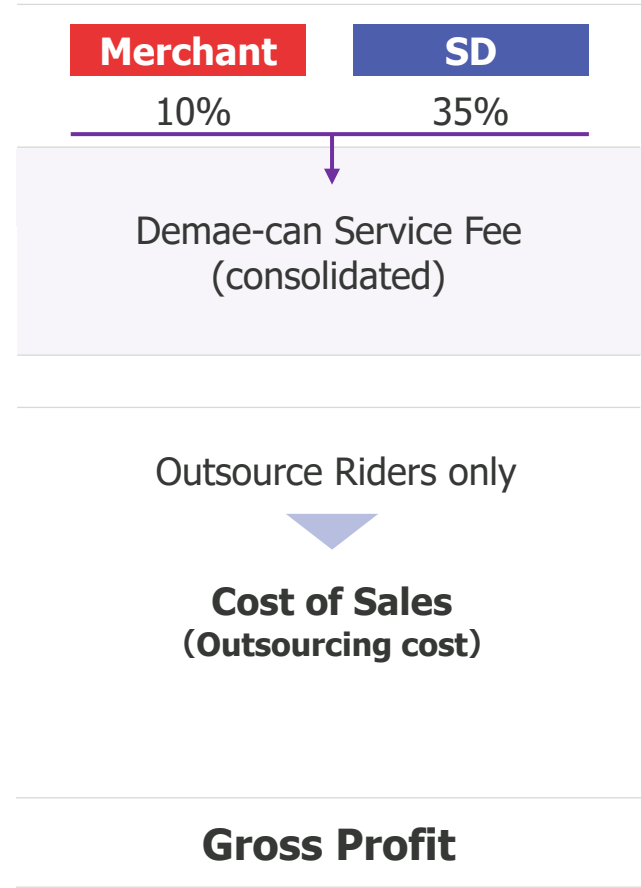 Merchant SD
10% 35%
Demae-can Service Fee
(consolidated)
Outsource Riders only
Cost of Sales
（Outsourcing cost）
Gross Profit